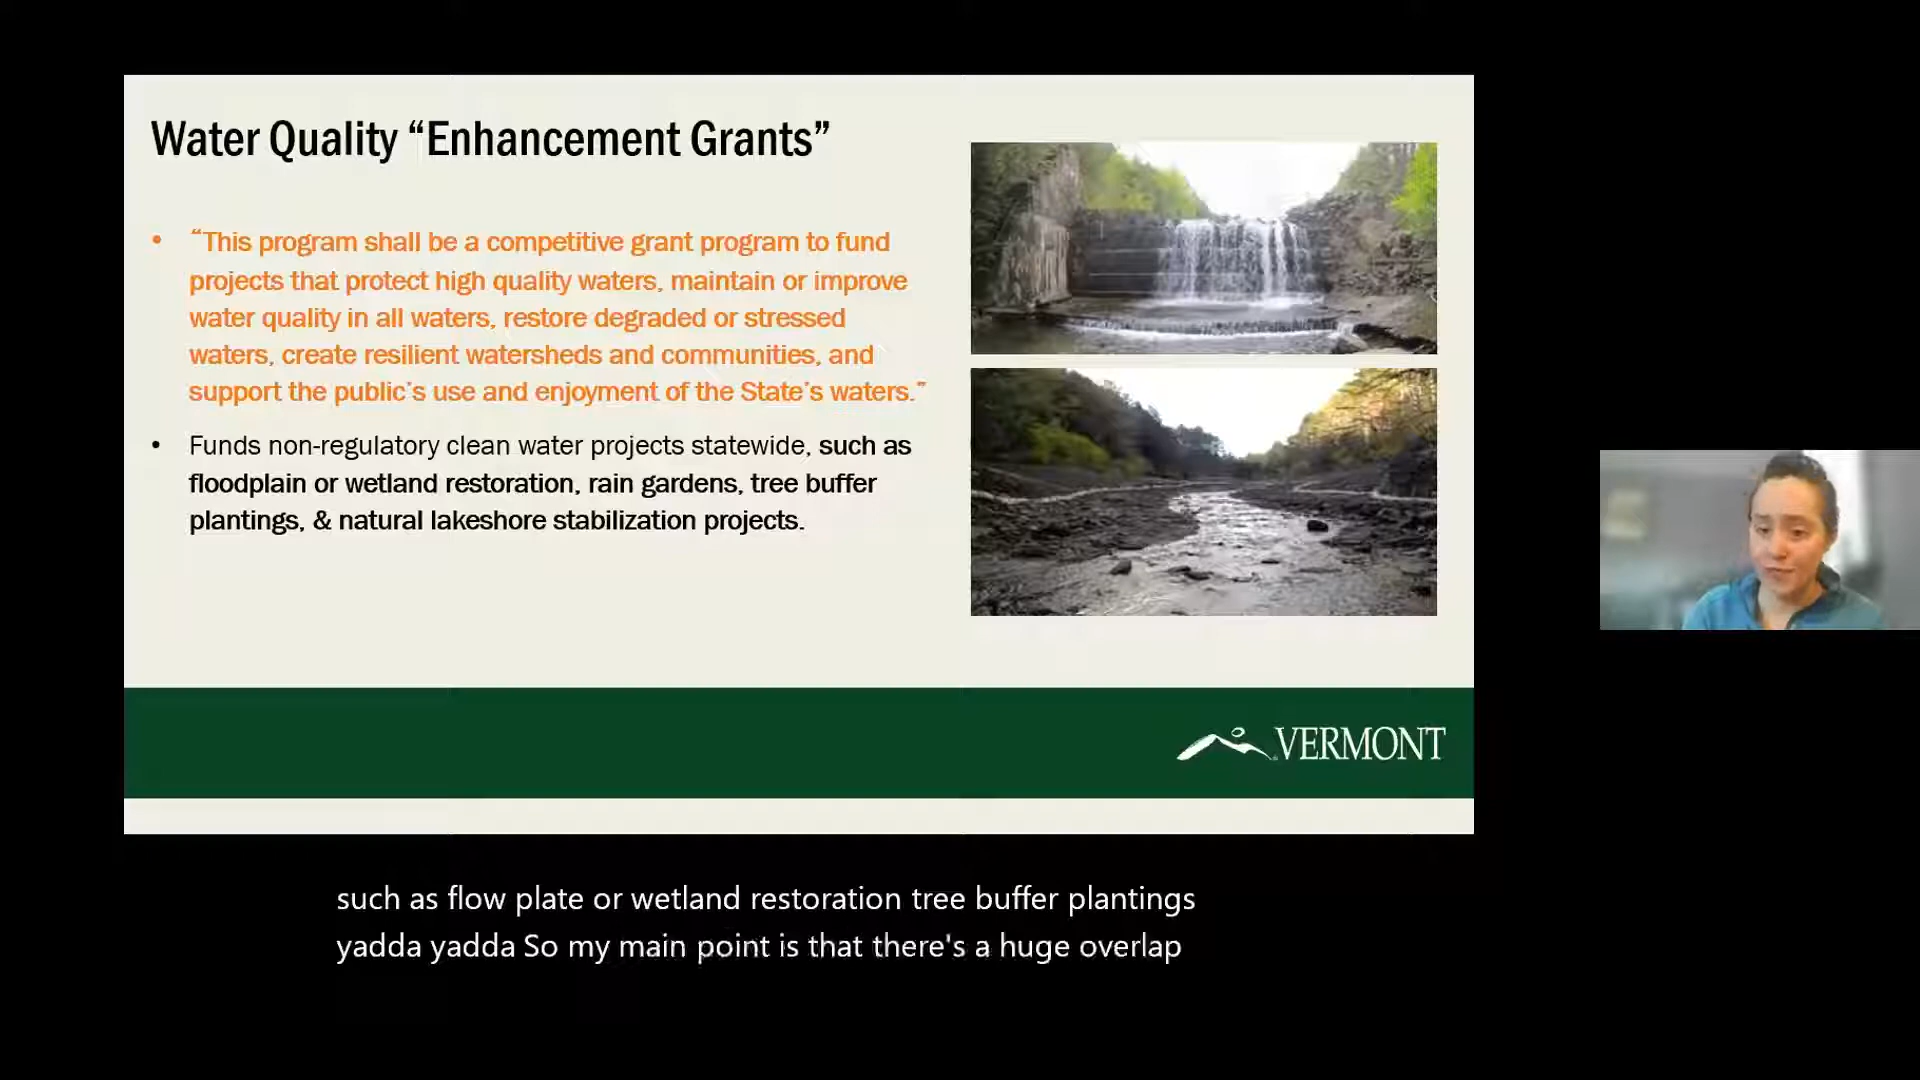 Water Quality “Enhancement Grants”
• “This program shall be a competitive grant program to fund
projects that protect high quality waters, maintain or improve
water quality in all waters, restore degraded or stressed
waters, create resilient watersheds and communities, and
support the public’s use and enjoyment of the State’s waters.”
• Funds non-regulatory clean water projects statewide, such as
floodplain or wetland restoration, rain gardens, tree buffer
plantings, & natural lakeshore stabilization projects.
VERMONT
such as flow plate or wetland restoration tree buffer plantings
yadda yadda So my main point is that there's a huge overlap